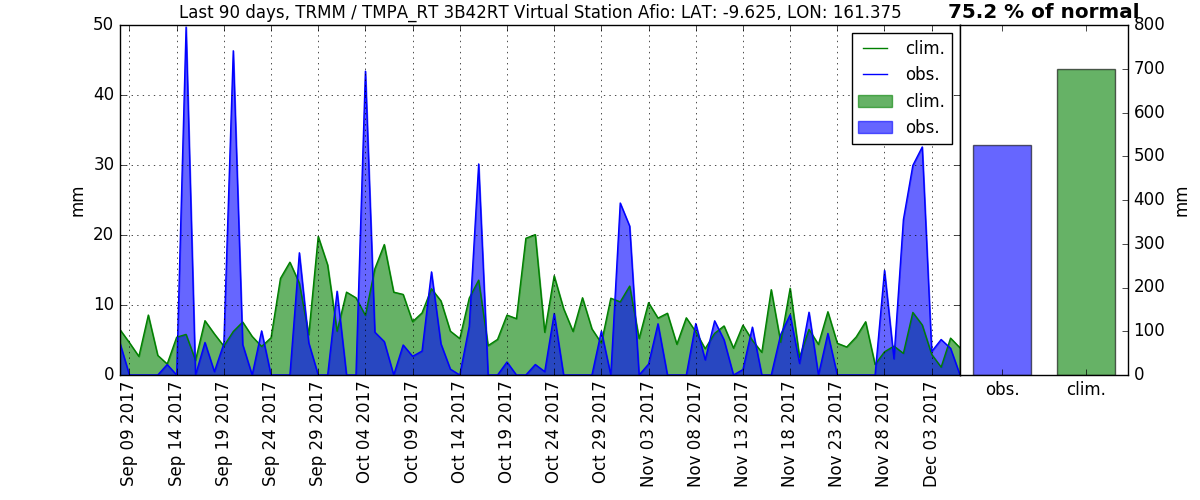 Last 90 days, TRMM / TMPA_RT 3B42RT Virtual Station Afio: LAT: -9.625, LON: 161.375
75.2 % of normal
50
40
30
20
10
0
mm
clim.
obs.
clim.
obs.
Sep 09 2017
Sep 14 2017
Sep 19 2017
Sep 24 2017
Sep 29 2017
Oct 04 2017
Oct 09 2017
Oct 14 2017
Oct 19 2017
Oct 24 2017
Oct 29 2017
Nov 03 2017
Nov 08 2017
Nov 13 2017
Nov 18 2017
Nov 23 2017
Nov 28 2017
Dec 03 2017
800
700
600
500
400
300
200
100
0
mm
obs.
clim.